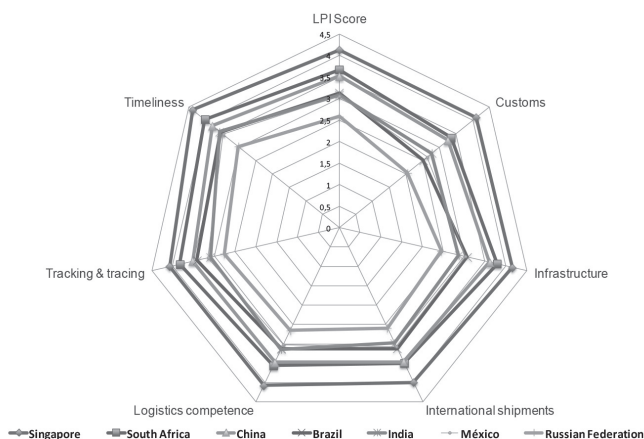 LPI Score
4,5
4
3,5
3
2,5
2
1,5
1
0,5
0
Customs
Infrastructure
International shipments
Logistics competence
Tracking & tracing
Timeliness
Singapore South Africa China Brazil India México Russian Federation